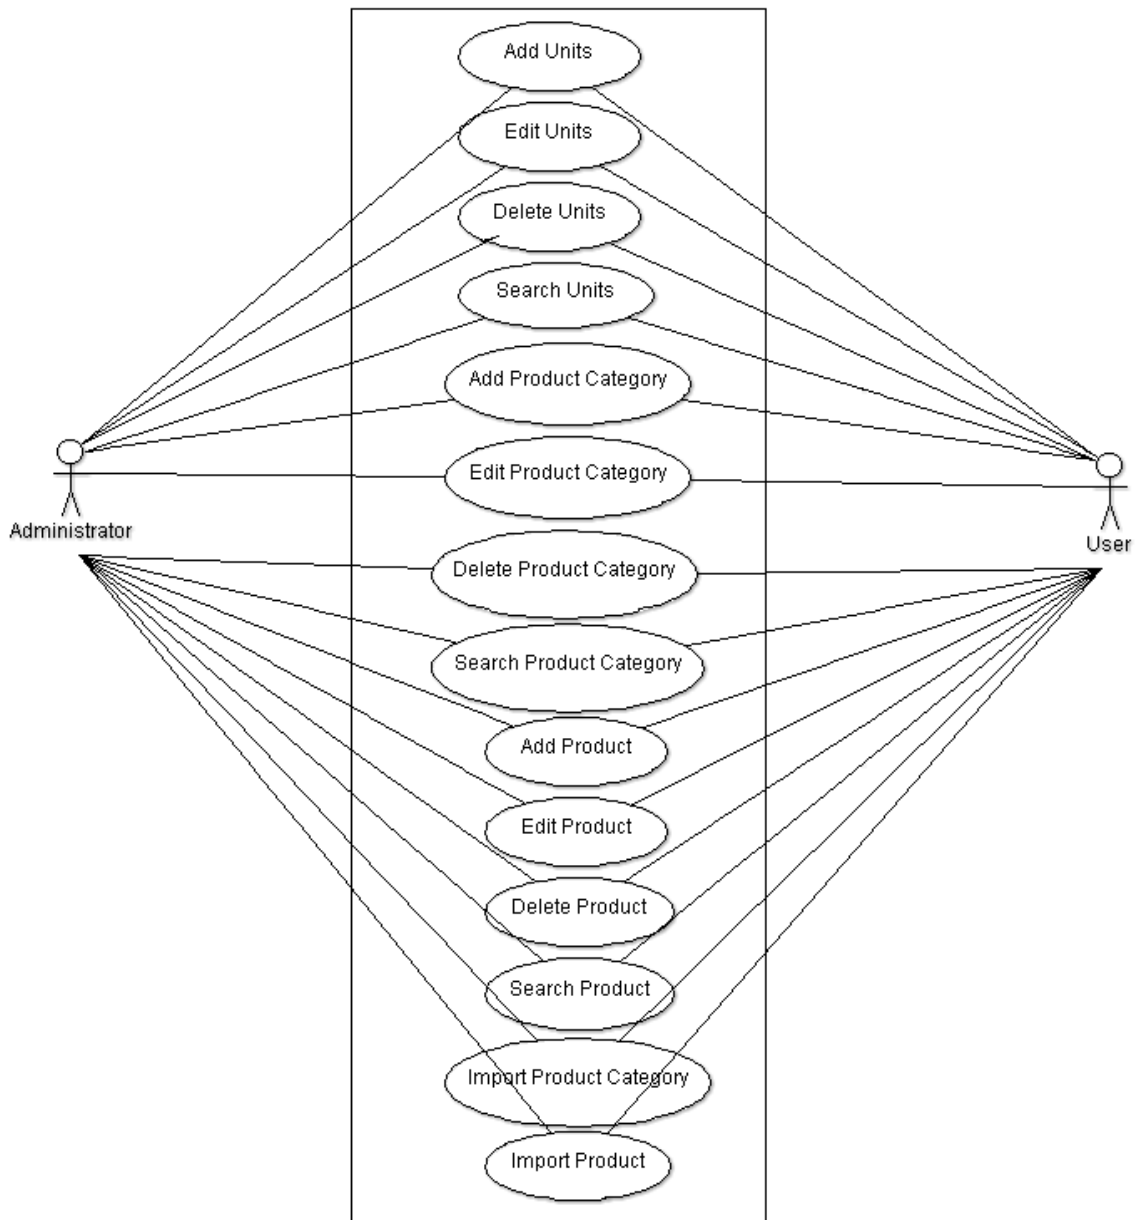 Add Units
Edit Units
Delete Units
Search Units
Add Product Category
Edit Product Category
Administrator
User
Delete Product Category
Search Product Category
Add Product
Edit Product
Delete Product
Search Product
Import Product Category
Import Product